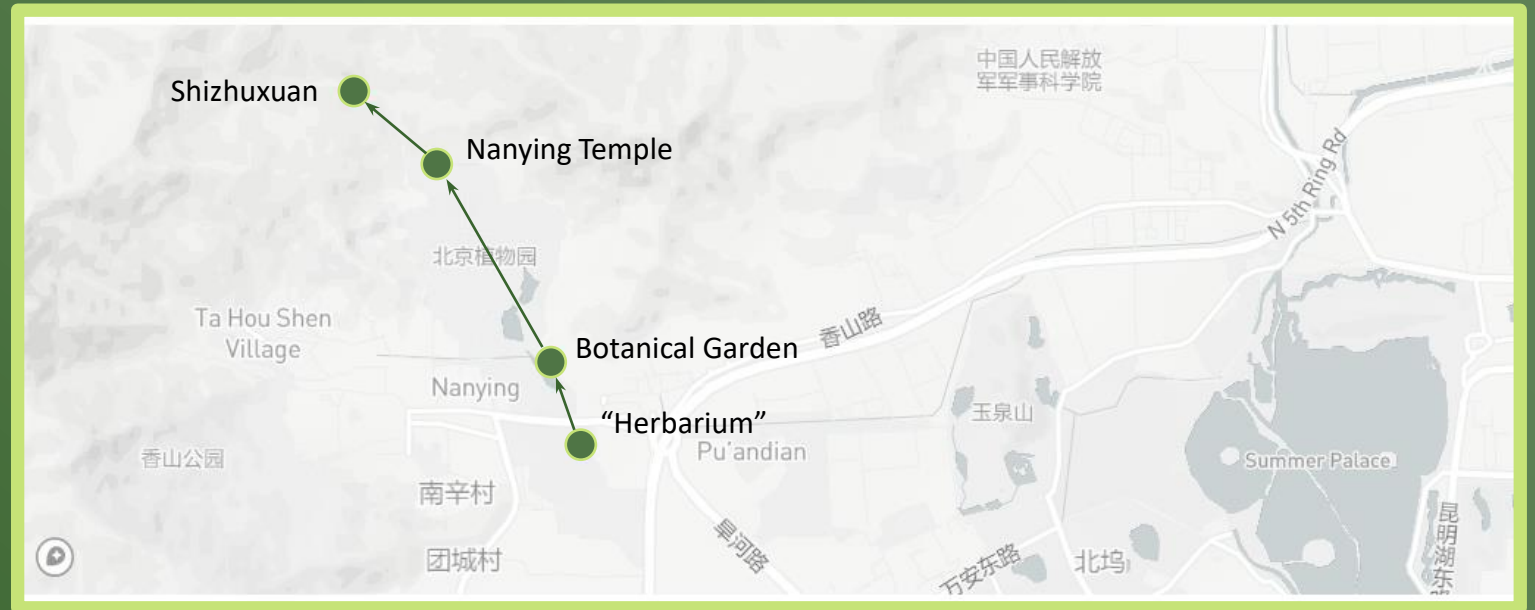 中国人民解放
军军事科学院
Shizhuxuan
Nanying Temple
N 5th Ring Rd
北京植物园
Ta Hou Shen
Village
香山路
Botanical Garden
Nanying
"Herbarium"
玉泉山
Pu'andian
香山公园
Summer Palace
南辛村
旱河路
团城村
万安东路
北坞
昆明湖东